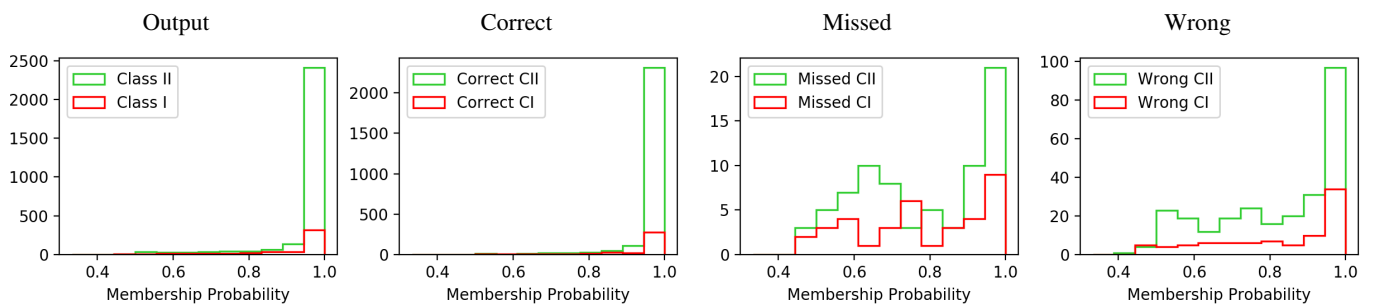 Output
Correct
Missed
Wrong
2500
2000
1500
1000
500
0
Class II
Class I
0.4 0.6 0.8 1.0
Membership Probability
2000
1500
1000
500
0
Correct CII
Correct CI
0.4 0.6 0.8 1.0
Membership Probability
20
15
10
5
0
Missed CII
Missed CI
0.4 0.6 0.8 1.0
Membership Probability
100
80
60
40
20
0
Wrong CII
Wrong CI
0.4 0.6 0.8 1.0
Membership Probability